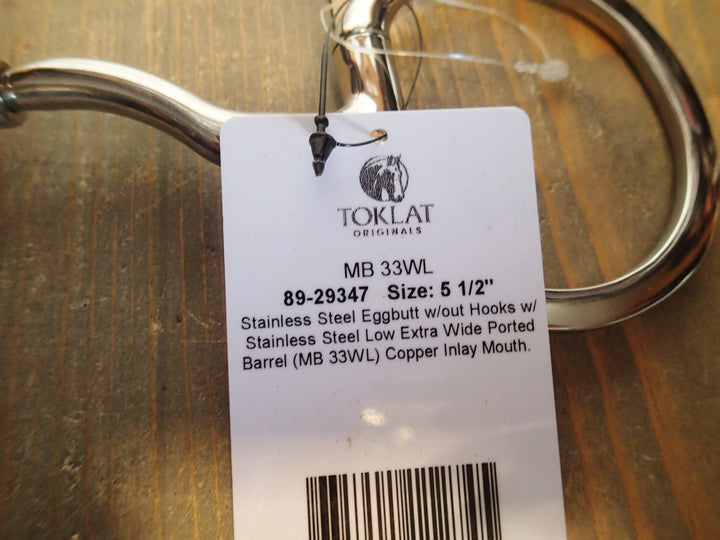 TOKLAT
ORIGINALS
MB 33WL
89-29347 Size: 5 1/2"
Stainless Steel Eggbutt w/out Hooks w/
Stainless Steel Low Extra Wide Ported
Barrel (MB 33WL) Copper Inlay Mouth.